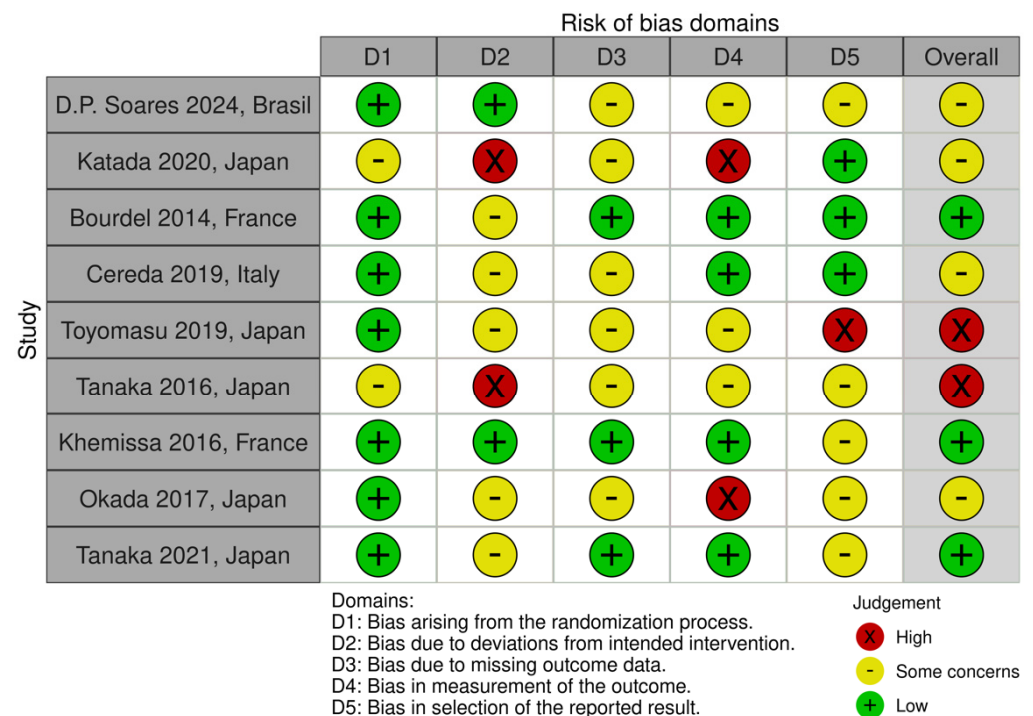 Risk of bias domains
D1 D2 D3 D4 D5 Overall
Study
D.P. Soares 2024, Brasil + + - - - -
Katada 2020, Japan - X - X + -
Bourdel 2014, France + - + + + +
Cereda 2019, Italy + - - + + -
Toyomasu 2019, Japan + - - - X X
Tanaka 2016, Japan - X - - - X
Khemissa 2016, France + + + + - +
Okada 2017, Japan + - - X - -
Tanaka 2021, Japan + - + + - +
Domains:
D1: Bias arising from the randomization process.
D2: Bias due to deviations from intended intervention.
D3: Bias due to missing outcome data.
D4: Bias in measurement of the outcome.
D5: Bias in selection of the reported result.
Judgement
X High
- Some concerns
+ Low